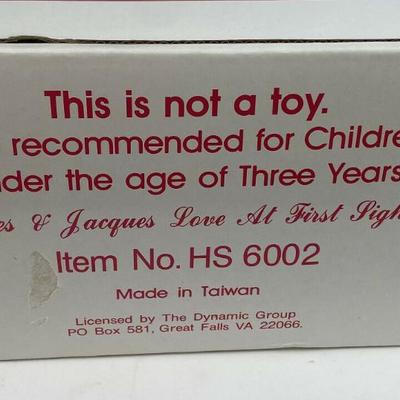 This is not a toy.
recommended for Childre
der the age of Three Years
es & Jacques Love At First Sigh
Item No. HS 6002
Made in Taiwan
Licensed by The Dynamic Group
PO Box 581, Great Falls VA 22066.